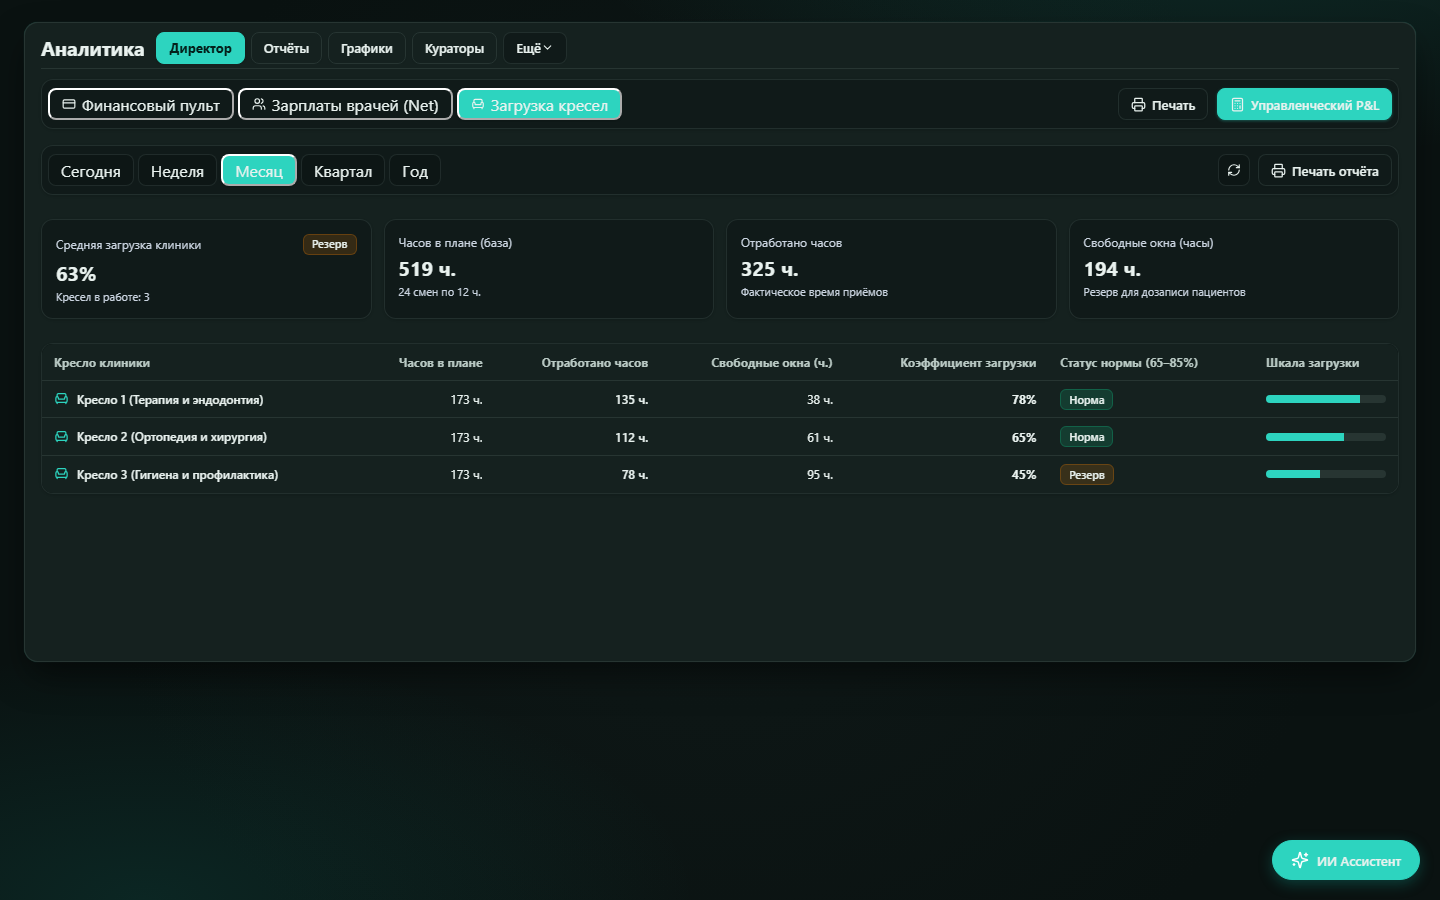 Аналитика Директор Отчёты Графики Кураторы Ещё
Финансовый пульт Зарплаты врачей (Net) Загрузка кресел Печать Управленческий P&L
Сегодня Неделя Месяц Квартал Год Печать отчёта
Средняя загрузка клиники Резерв
63%
Кресел в работе: 3
Часов в плане (база)
519 ч.
24 смен по 12 ч.
Отработано часов
325 ч.
Фактическое время приёмов
Свободные окна (часы)
194 ч.
Резерв для дозаписи пациентов
Кресло клиники Часов в плане Отработано часов Свободные окна (ч.) Коэффициент загрузки Статус нормы (65–85%) Шкала загрузки
Кресло 1 (Терапия и эндодонтия) 173 ч. 135 ч. 38 ч. 78% Норма
Кресло 2 (Ортопедия и хирургия) 173 ч. 112 ч. 61 ч. 65% Норма
Кресло 3 (Гигиена и профилактика) 173 ч. 78 ч. 95 ч. 45% Резерв
ИИ Ассистент